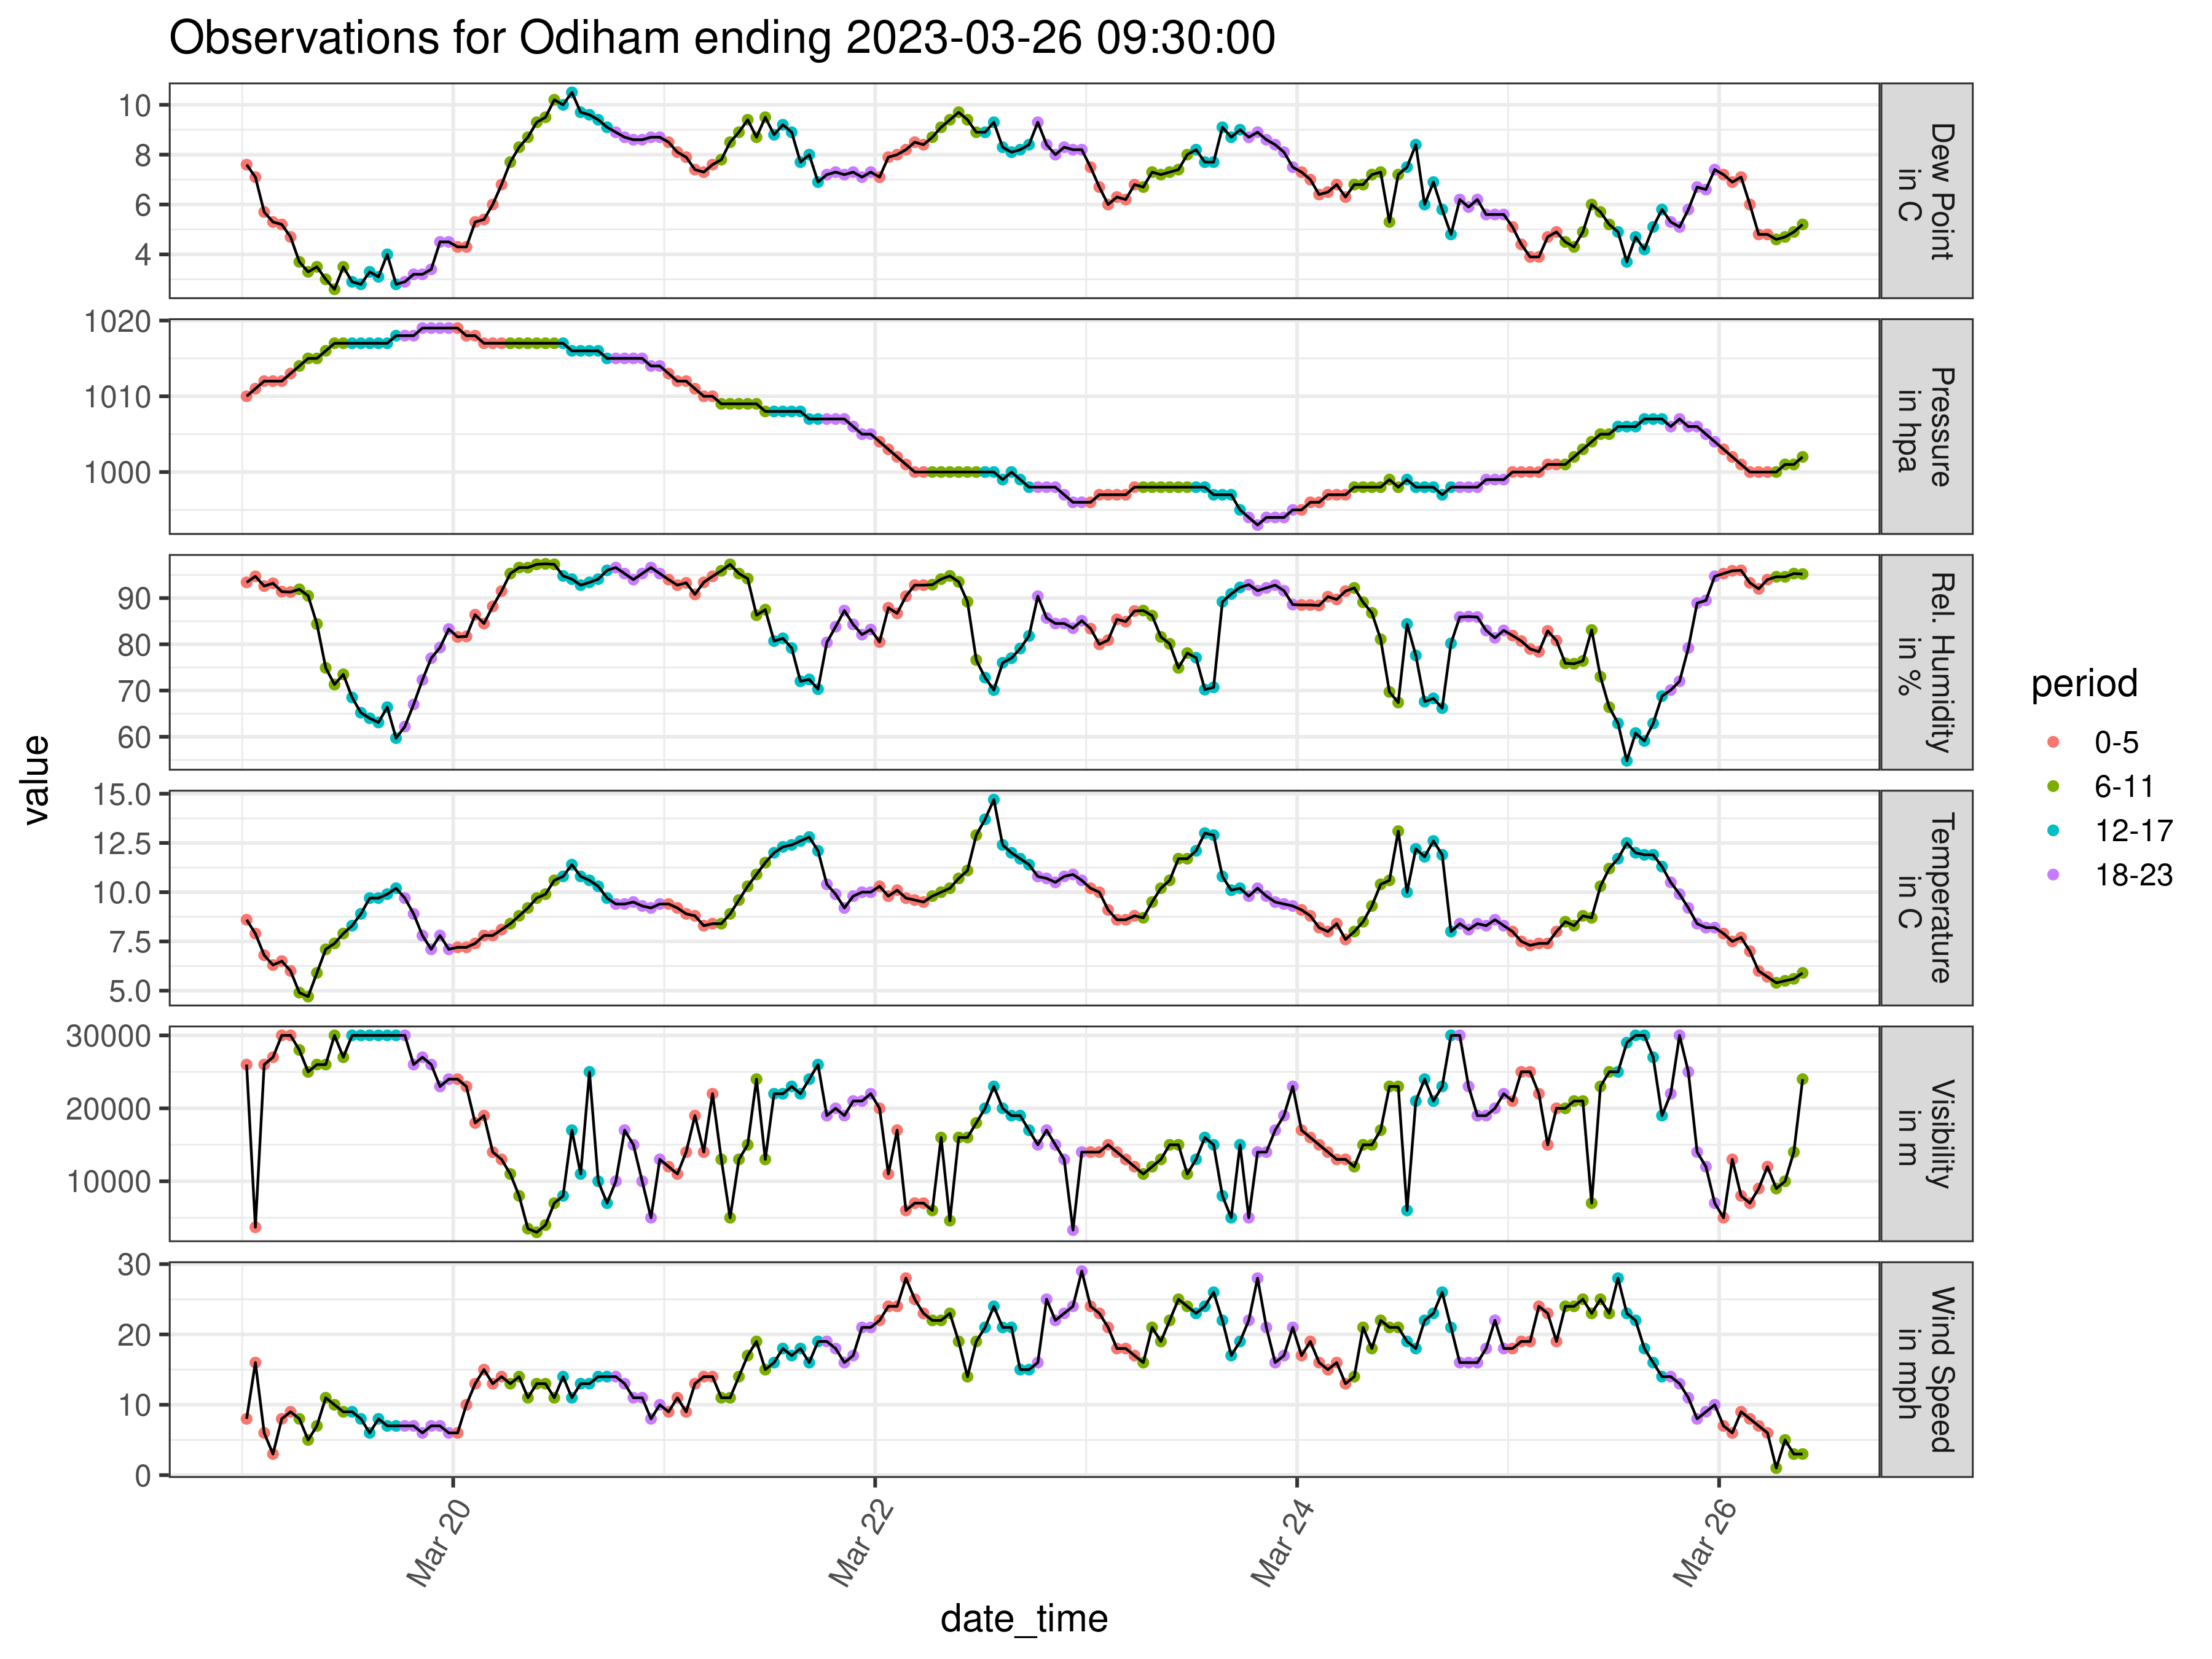 Observations for Odiham ending 2023-03-26 09:30:00
value
10
8
6
4
Dew Point
in C
1020
1010
1000
Pressure
in hpa
90
80
70
60
Rel. Humidity
in %
15.0
12.5
10.0
7.5
5.0
Temperature
in C
30000
20000
10000
Visibility
in m
30
20
10
0
Wind Speed
in mph
Mar 20
Mar 22
Mar 24
Mar 26
date_time
period
0-5
6-11
12-17
18-23